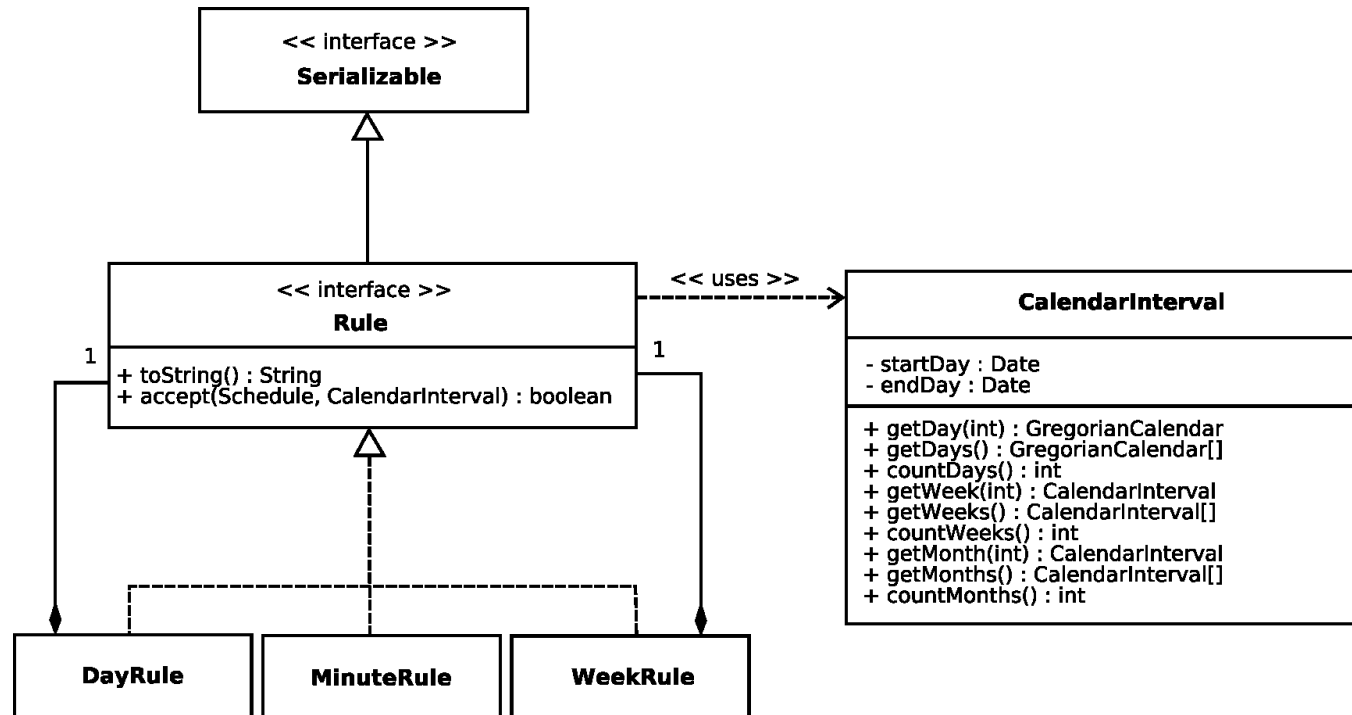 << interface >>
Serializable
<< interface >>
Rule
<< uses >>
1
1
+ toString() : String
+ accept(Schedule, CalendarInterval) : boolean
CalendarInterval
- startDay : Date
- endDay : Date
+ getDay(int) : GregorianCalendar
+ getDays() : GregorianCalendar[]
+ countDays() : int
+ getWeek(int) : CalendarInterval
+ getWeeks() : CalendarInterval[]
+ countWeeks() : int
+ getMonth(int) : CalendarInterval
+ getMonths() : CalendarInterval[]
+ countMonths() : int
DayRule
MinuteRule
WeekRule